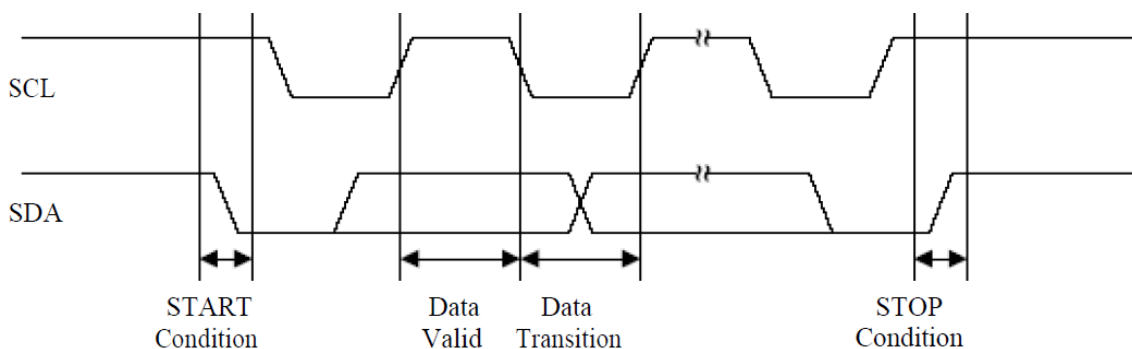 SCL
SDA
START
Condition
Data
Valid
Data
Transition
STOP
Condition